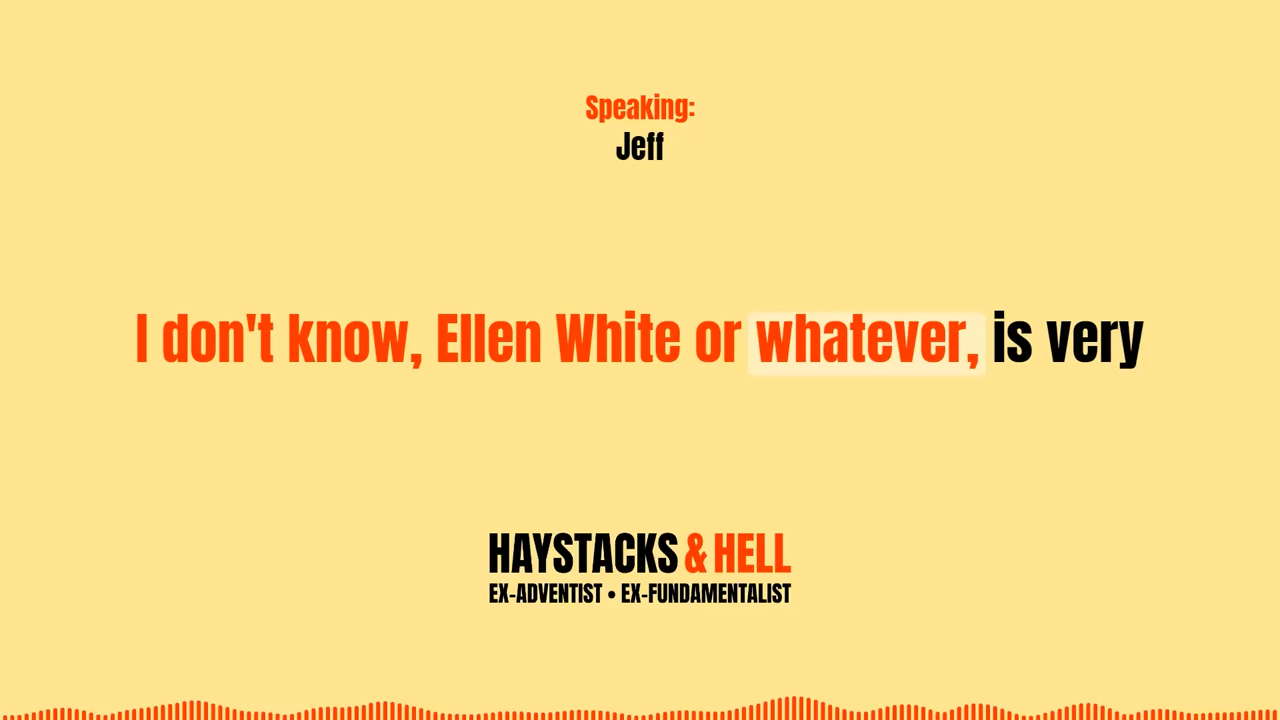 Speaking:
Jeff
I don't know, Ellen White or whatever, is very
HAYSTACKS & HELL
EX-ADVENTIST • EX-FUNDAMENTALIST